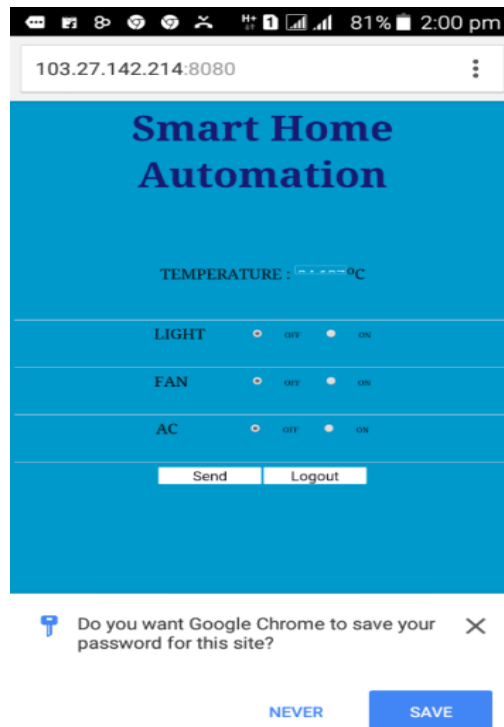 H+ 1 81% 2:00 pm
103.27.142.214:8080
Smart Home
Automation
TEMPERATURE : ºC
LIGHT OFF ON
FAN OFF ON
AC OFF ON
Send Logout
Do you want Google Chrome to save your
password for this site?
NEVER SAVE